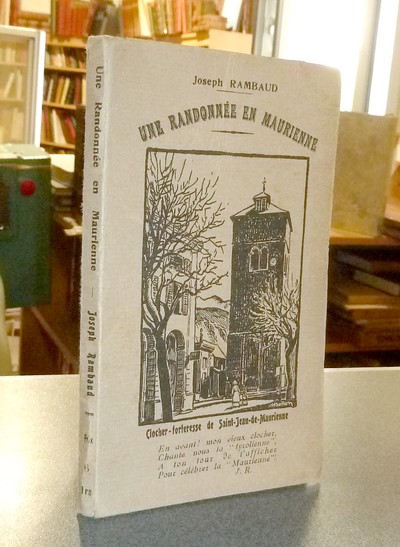 Joseph RAMBAUD
UNE RANDONNÉE EN MAURIENNE
Clocher-forteresse de Saint-Jean-de-Maurienne
En avant! mon vieux clocher,
Chante nous la "tyrolienne",
A ton tour de t'afficher
Pour célébrer la "Maurienne".
J. R.
Une Randonnée en Maurienne — Joseph Rambaud